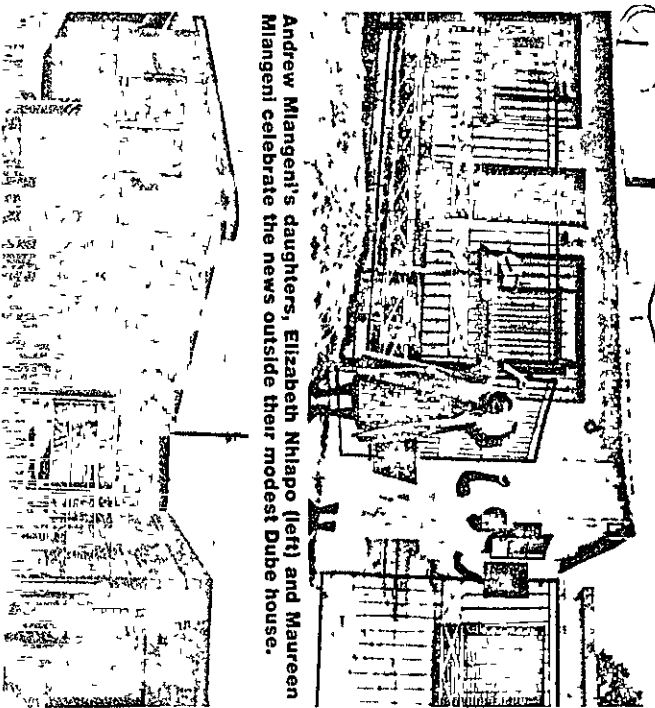 Andrew Mlangeni's daughters, Elizabeth Nhlapo (left) and Maureen
Mlangeni celebrate the news outside their modest Dube house.